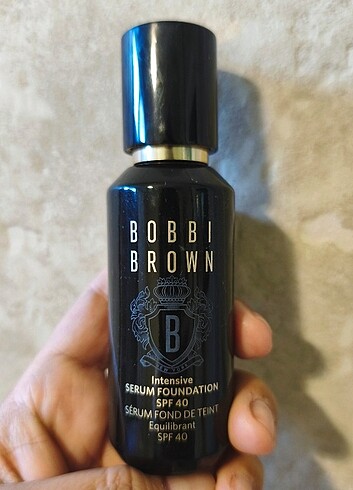 BOBBI
BROWN
B
Intensive
SERUM FOUNDATION
SPF 40
SÉRUM FOND DE TEINT
Equilibrant
SPF 40